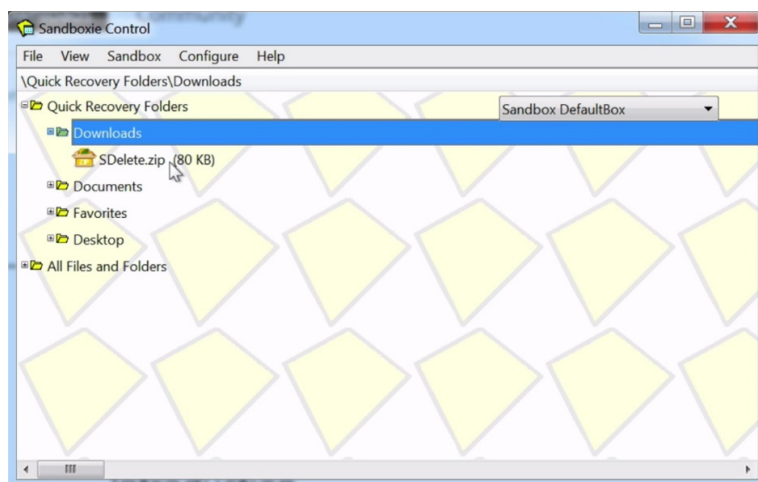 Community
Sandboxie Control
File View Sandbox Configure Help
\Quick Recovery Folders\Downloads
Quick Recovery Folders
Sandbox DefaultBox
Downloads
SDelete.zip (80 KB)
Documents
Favorites
Desktop
All Files and Folders